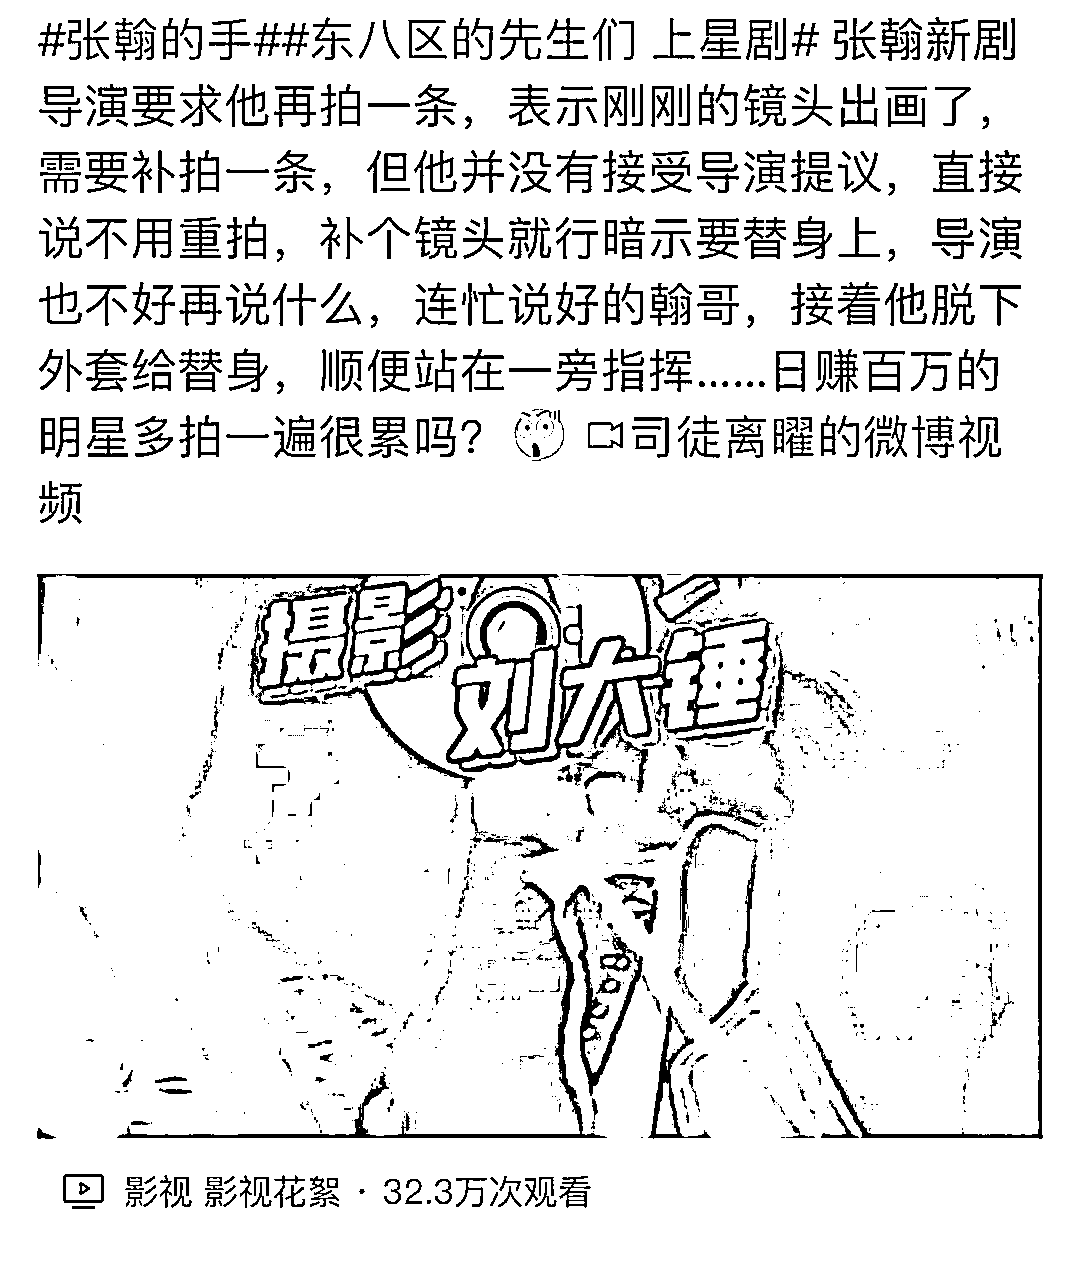 #张翰的手##东八区的先生们 上星剧# 张翰新剧
导演要求他再拍一条，表示刚刚的镜头出画了，
需要补拍一条，但他并没有接受导演提议，直接
说不用重拍，补个镜头就行暗示要替身上，导演
也不好再说什么，连忙说好的翰哥，接着他脱下
外套给替身，顺便站在一旁指挥......日赚百万的
明星多拍一遍很累吗？ 司徒离曜的微博视
频
摄影
刘大锤
影视 影视花絮 · 32.3万次观看